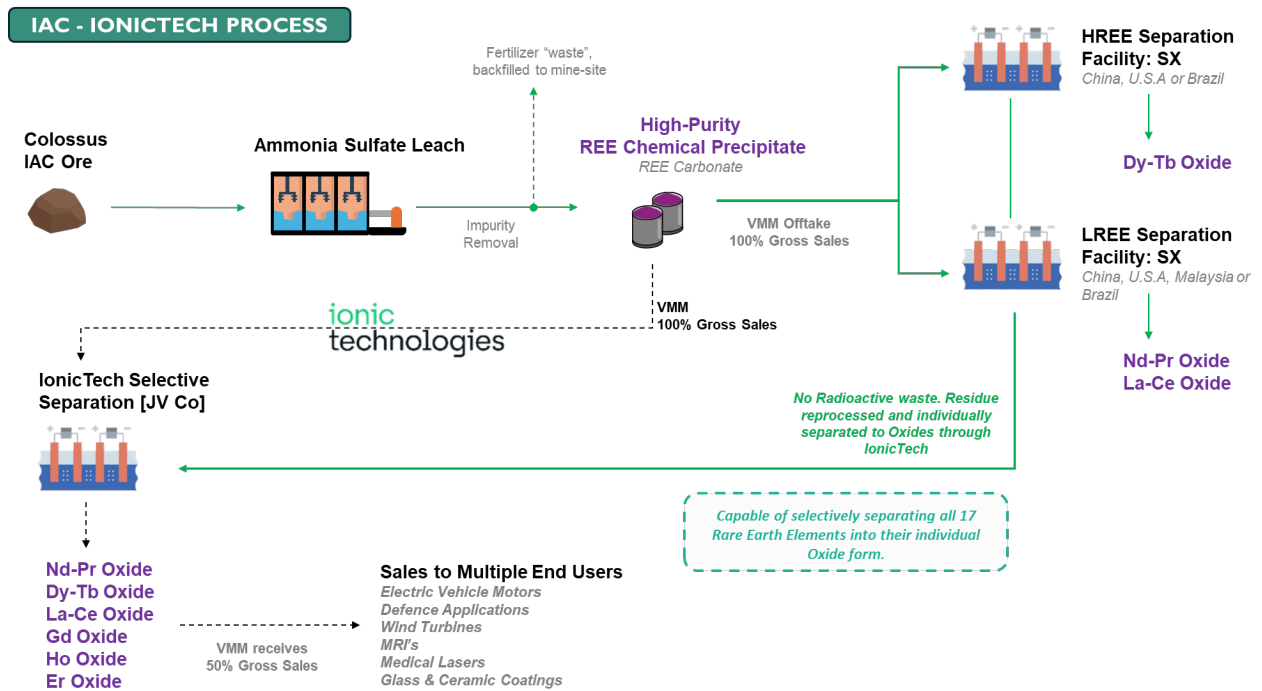 IAC - IONICTECH PROCESS
Fertilizer “waste”,
backfilled to mine-site
HREE Separation
Facility: SX
China, U.S.A or Brazil
Colossus
IAC Ore
Ammonia Sulfate Leach
High-Purity
REE Chemical Precipitate
REE Carbonate
Dy-Tb Oxide
Impurity
Removal
VMM Offtake
100% Gross Sales
LREE Separation
Facility: SX
China, U.S.A, Malaysia or
Brazil
VMM
100% Gross Sales
ionic
technologies
Nd-Pr Oxide
La-Ce Oxide
IonicTech Selective
Separation [JV Co]
No Radioactive waste. Residue
reprocessed and individually
separated to Oxides through
IonicTech
Capable of selectively separating all 17
Rare Earth Elements into their individual
Oxide form.
Nd-Pr Oxide
Dy-Tb Oxide
La-Ce Oxide
Gd Oxide
Ho Oxide
Er Oxide
VMM receives
50% Gross Sales
Sales to Multiple End Users
Electric Vehicle Motors
Defence Applications
Wind Turbines
MRI's
Medical Lasers
Glass & Ceramic Coatings